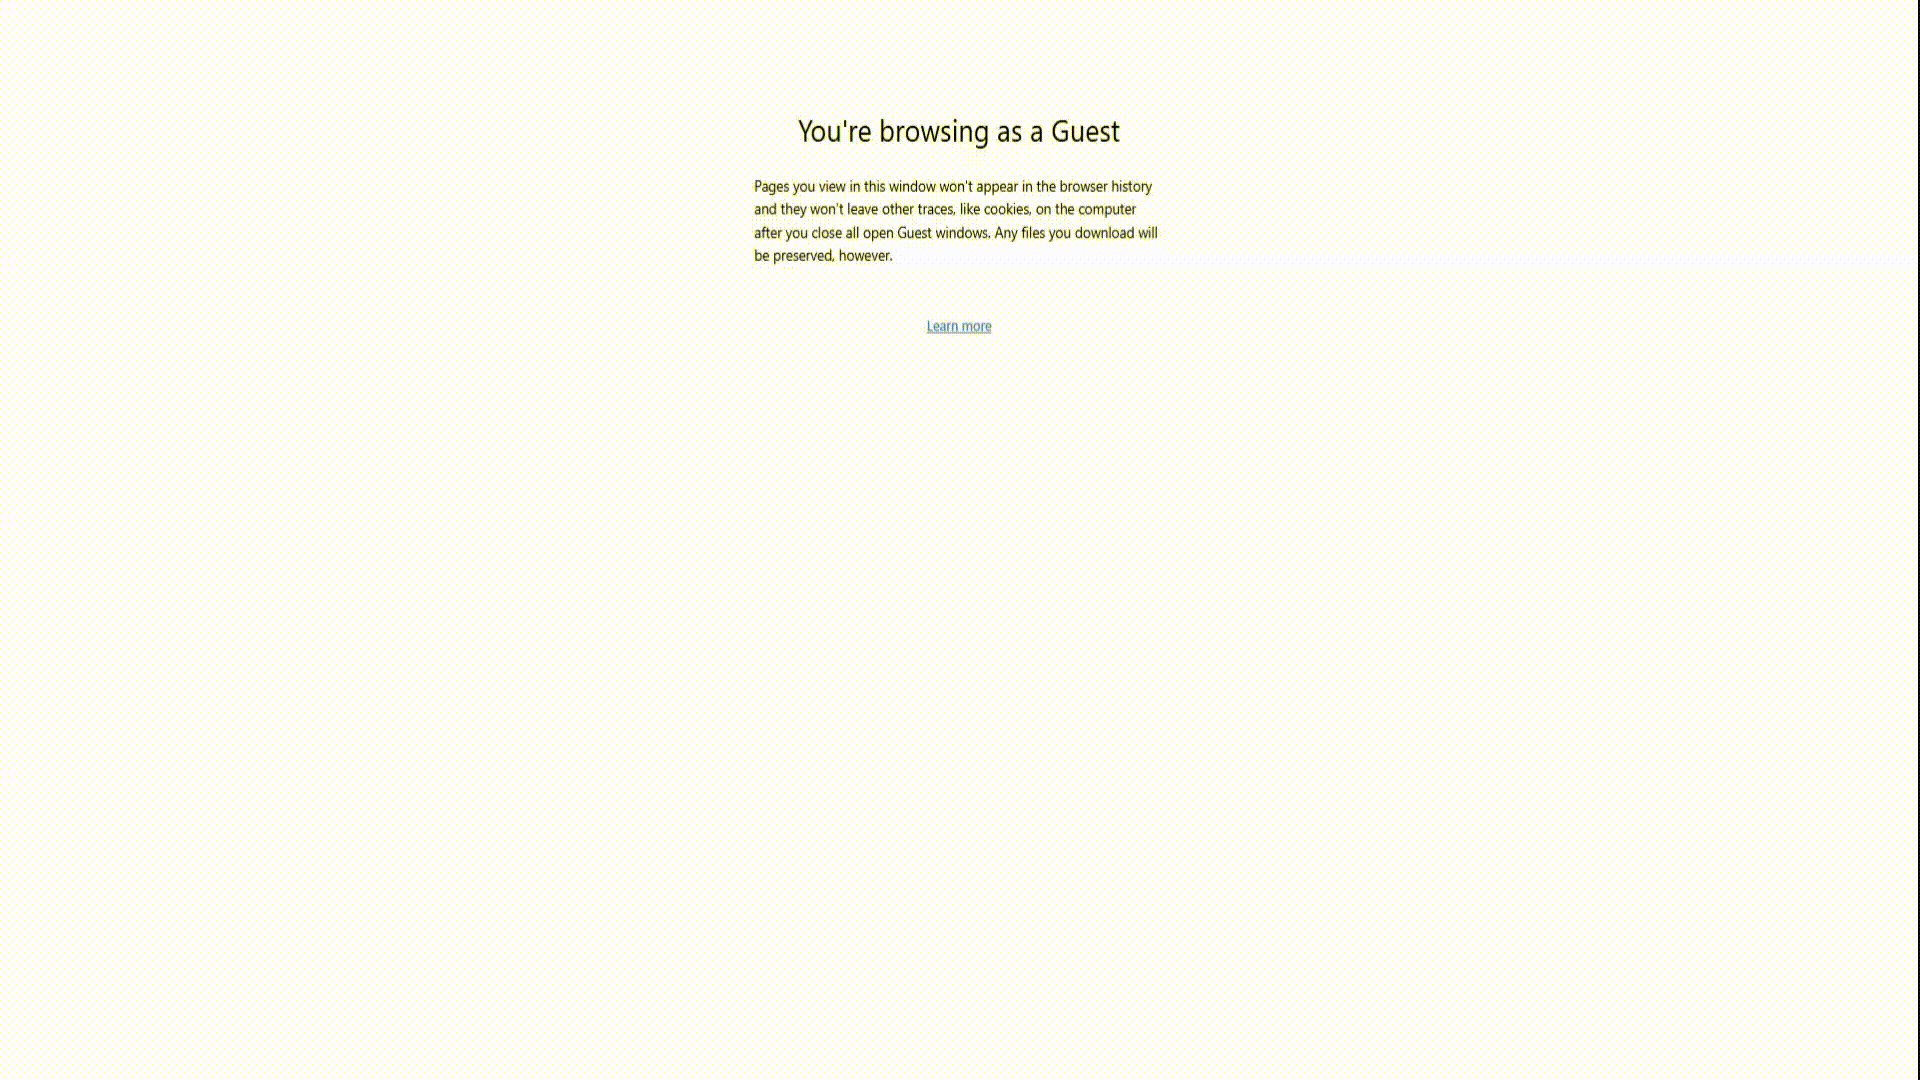 You're browsing as a Guest
Pages you view in this window won't appear in the browser history
and they won't leave other traces, like cookies, on the computer
after you close all open Guest windows. Any files you download will
be preserved, however.
Learn more